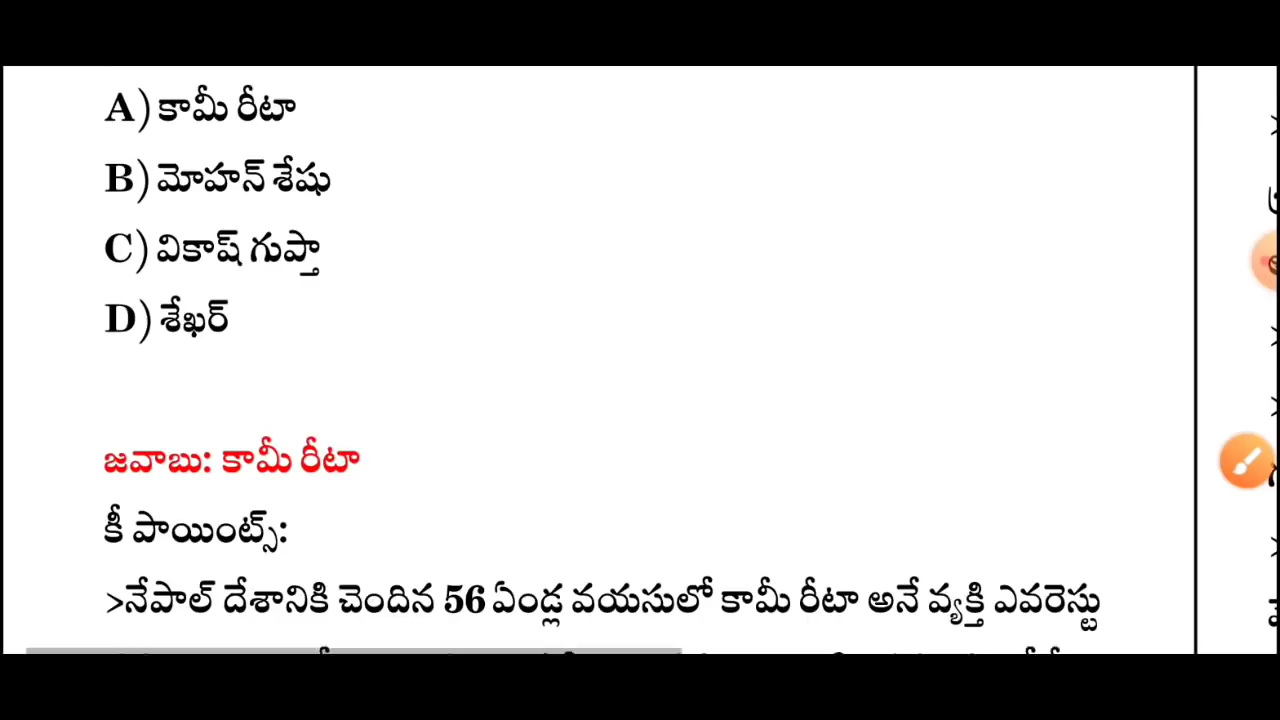 A) కామీ రీటా
B) మోహన్ శేషు
C) వికాష్ గుప్తా
D) శేఖర్
జవాబు: కామీ రీటా
కీ పాయింట్స్:
>నేపాల్ దేశానికి చెందిన 56 ఏండ్ల వయసులో కామీ రీటా అనే వ్యక్తి ఎవరెస్టు